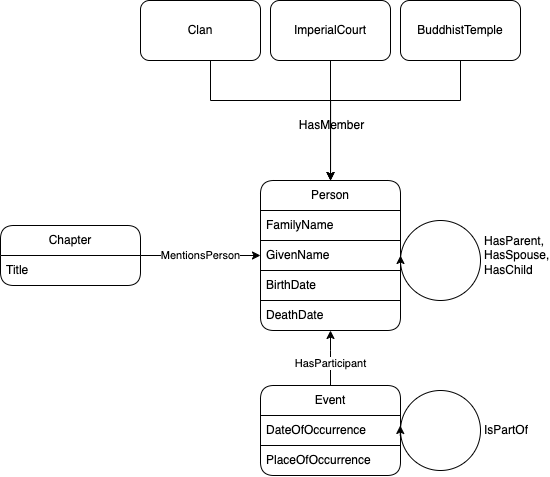 Clan
ImperialCourt
BuddhistTemple
HasMember
Person
FamilyName
GivenName
BirthDate
DeathDate
Chapter
Title
MentionsPerson
HasParent,
HasSpouse,
HasChild
HasParticipant
Event
DateOfOccurrence
PlaceOfOccurrence
IsPartOf